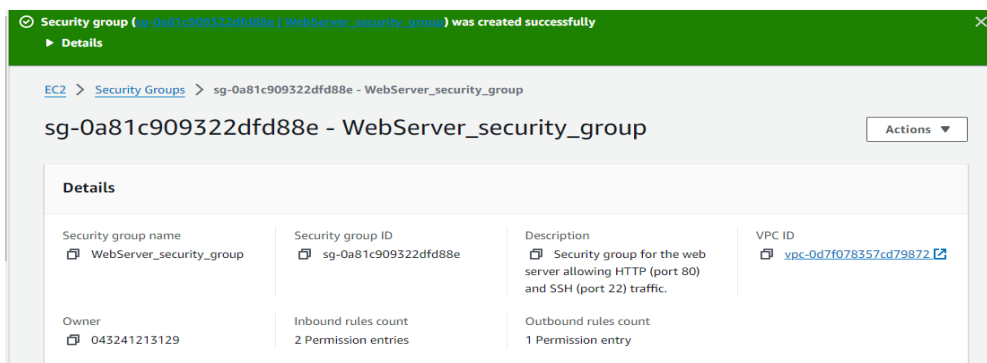 Security group (sg-0a81c909322dfd88e | WebServer_security_group) was created successfully
Details
EC2 > Security Groups > sg-0a81c909322dfd88e - WebServer_security_group
sg-0a81c909322dfd88e - WebServer_security_group
Actions
Details
Security group name
WebServer_security_group
Security group ID
sg-0a81c909322dfd88e
Description
Security group for the web
server allowing HTTP (port 80)
and SSH (port 22) traffic.
VPC ID
vpc-0d7f078357cd79872
Owner
043241213129
Inbound rules count
2 Permission entries
Outbound rules count
1 Permission entry